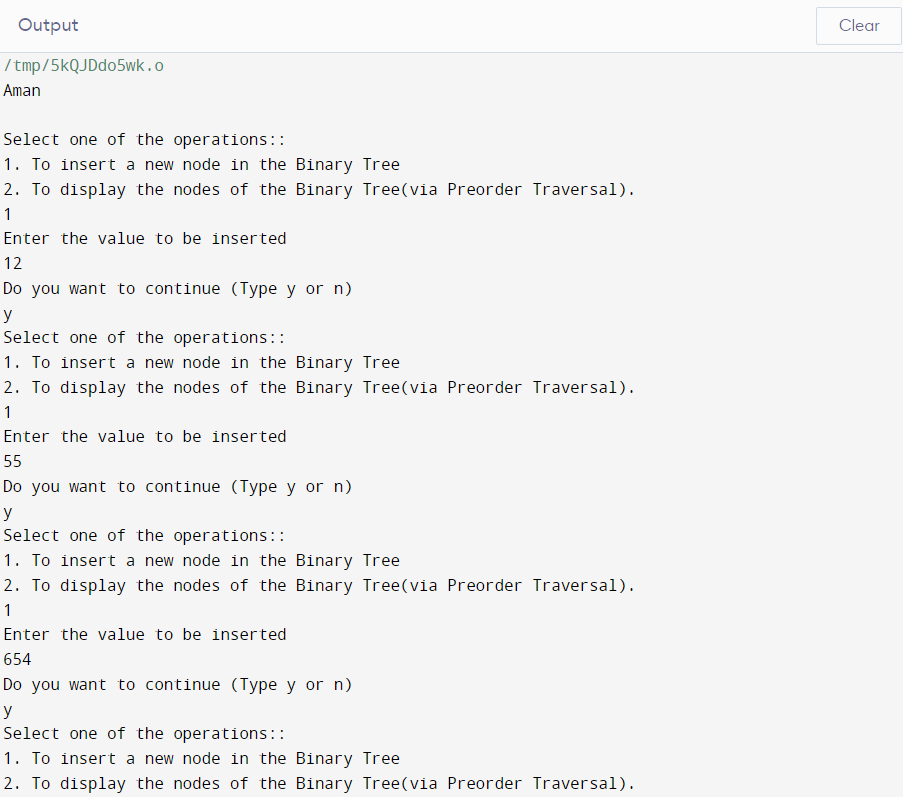 Output
Clear
/tmp/5kQJDdo5wk.o
Aman
Select one of the operations::
1. To insert a new node in the Binary Tree
2. To display the nodes of the Binary Tree(via Preorder Traversal).
1
Enter the value to be inserted
12
Do you want to continue (Type y or n)
y
Select one of the operations::
1. To insert a new node in the Binary Tree
2. To display the nodes of the Binary Tree(via Preorder Traversal).
1
Enter the value to be inserted
55
Do you want to continue (Type y or n)
y
Select one of the operations::
1. To insert a new node in the Binary Tree
2. To display the nodes of the Binary Tree(via Preorder Traversal).
1
Enter the value to be inserted
654
Do you want to continue (Type y or n)
y
Select one of the operations::
1. To insert a new node in the Binary Tree
2. To display the nodes of the Binary Tree(via Preorder Traversal).